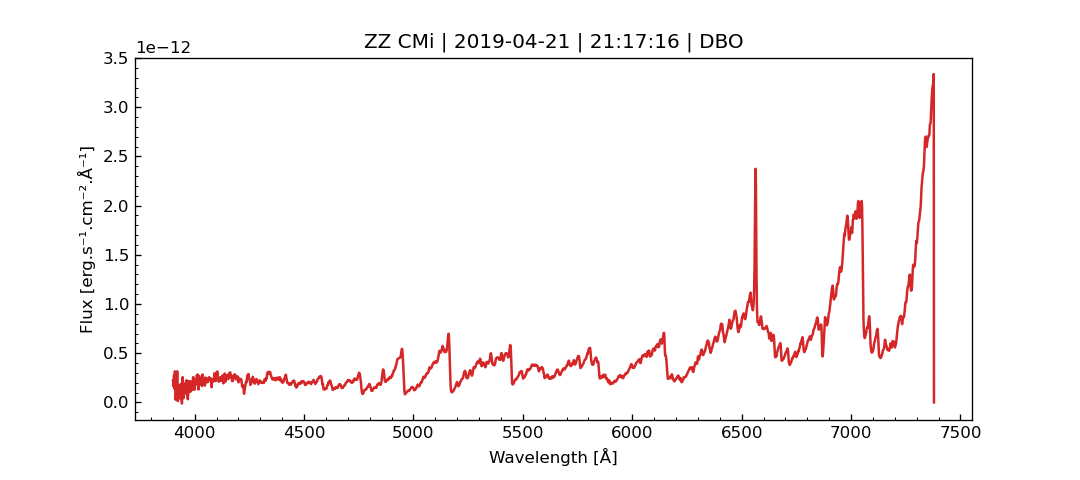 ZZ CMi | 2019-04-21 | 21:17:16 | DBO
1e−12
3.5
3.0
2.5
2.0
1.5
1.0
0.5
0.0
Flux [erg.s⁻¹.cm⁻².Å⁻¹]
4000 4500 5000 5500 6000 6500 7000 7500
Wavelength [Å]